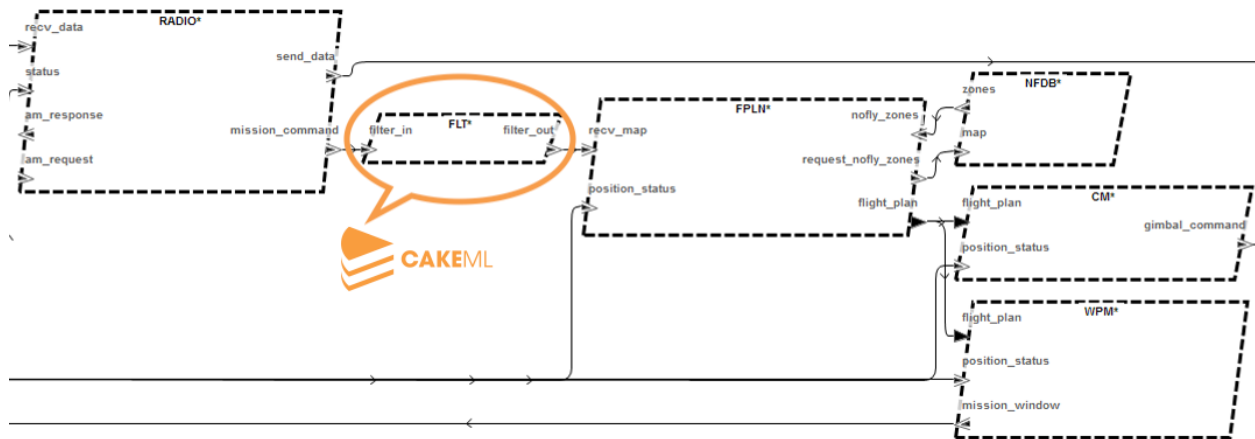 RADIO*
recv_data
send_data
status
am_response
mission_command
am_request
FLT*
filter_in
filter_out
FPLN*
nofly_zones
recv_map
request_nofly_zones
position_status
flight_plan
NFDB*
zones
map
CM*
flight_plan
gimbal_command
position_status
WPM*
flight_plan
position_status
mission_window
CAKEML